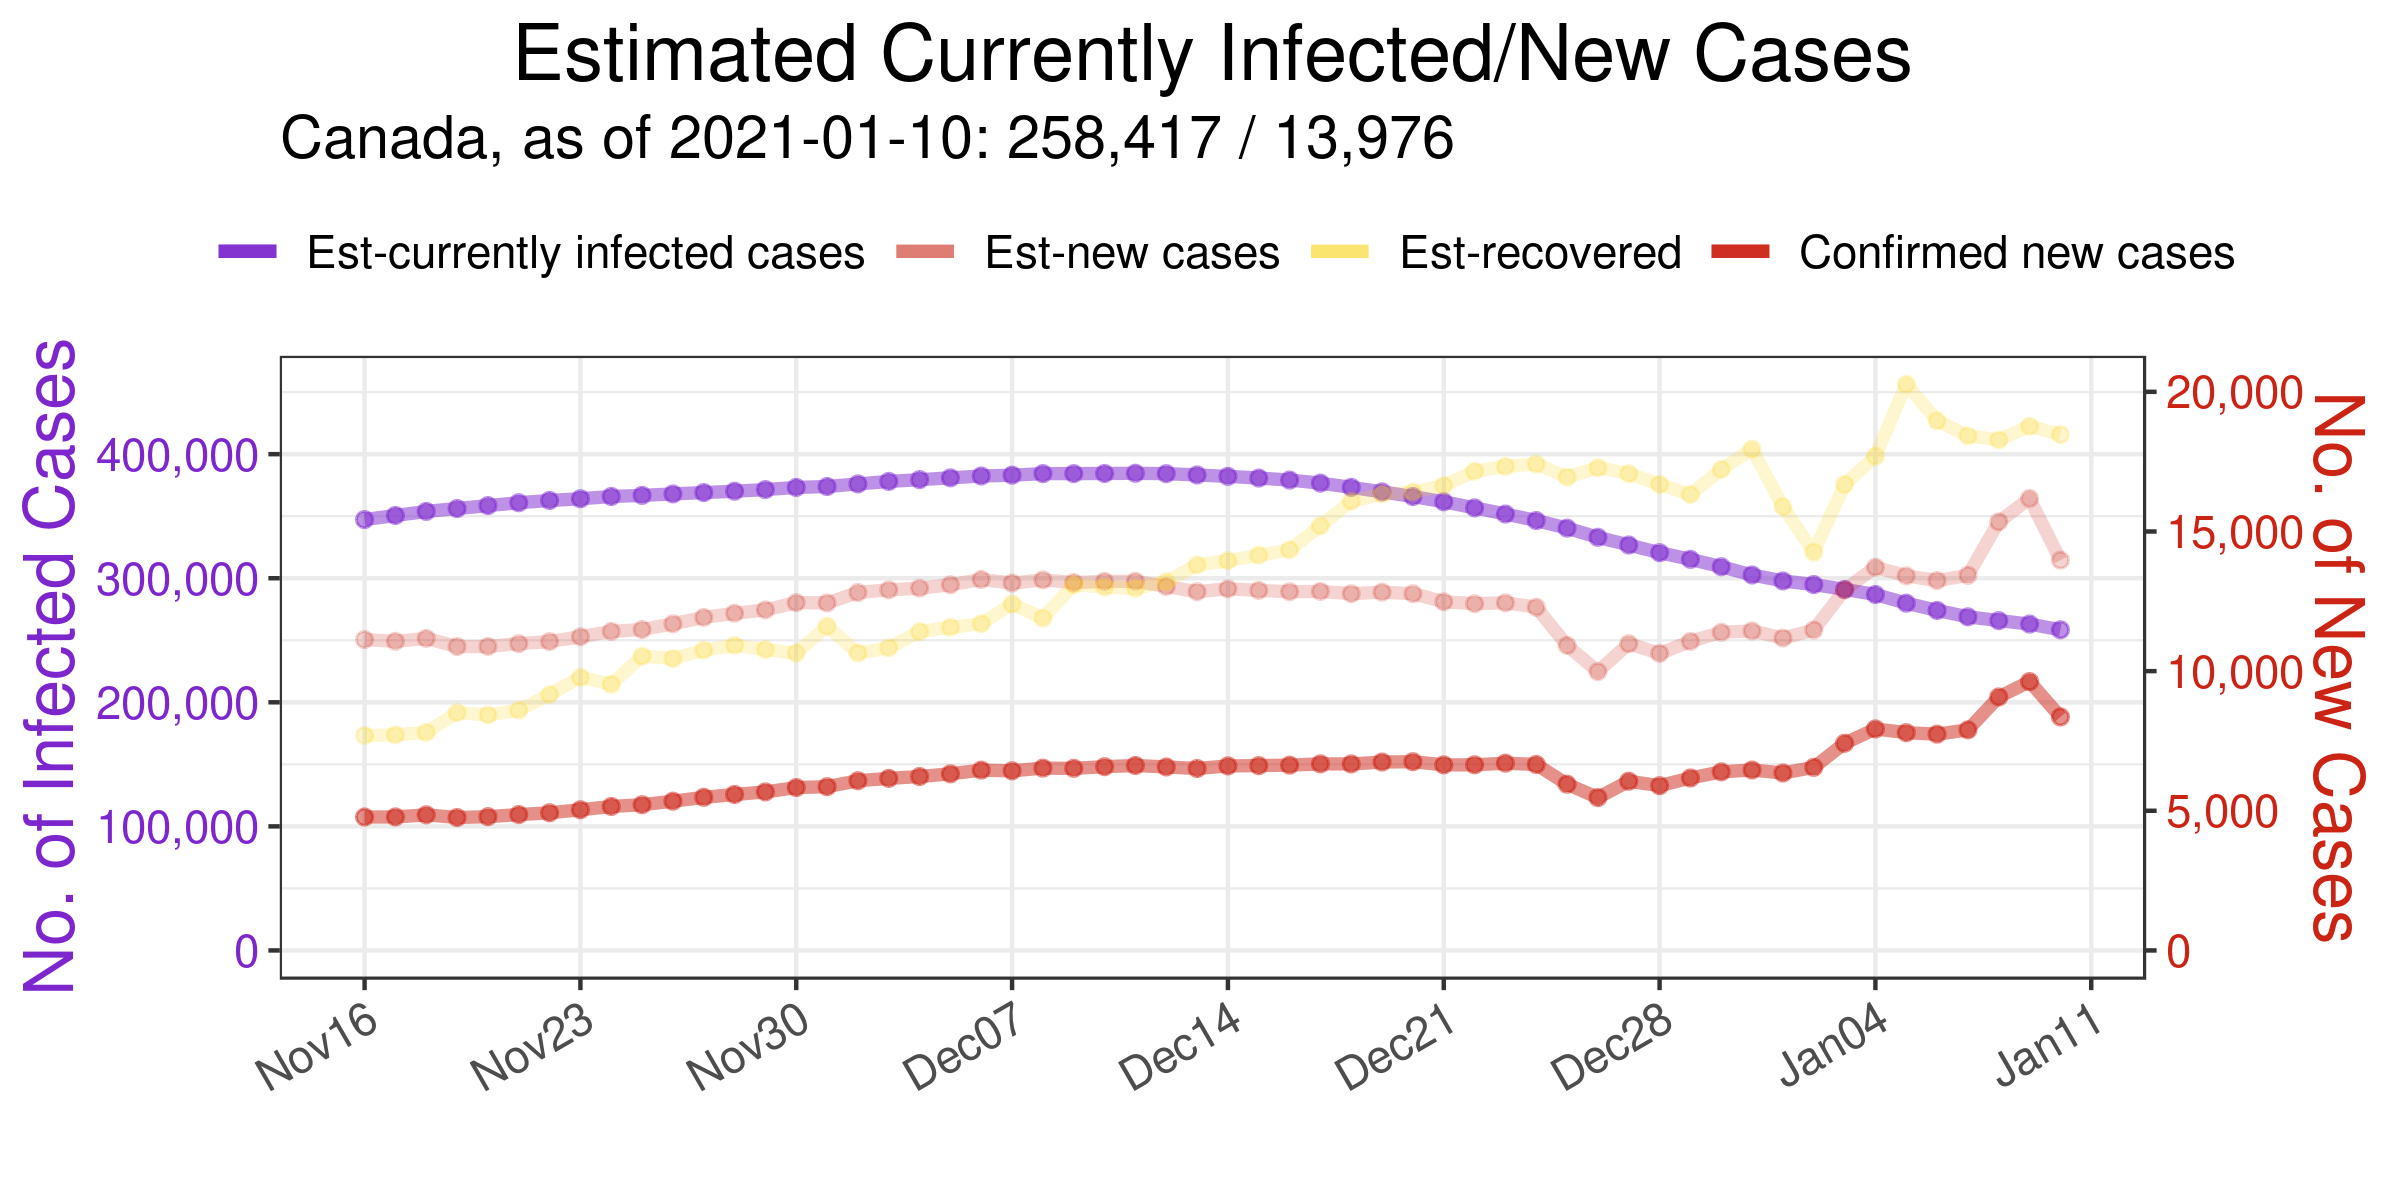 Estimated Currently Infected/New Cases
Canada, as of 2021-01-10: 258,417 / 13,976
Est-currently infected cases Est-new cases Est-recovered Confirmed new cases
No. of Infected Cases
400,000
300,000
200,000
100,000
0
20,000
15,000
10,000
5,000
0
No. of New Cases
Nov16 Nov23 Nov30 Dec07 Dec14 Dec21 Dec28 Jan04 Jan11